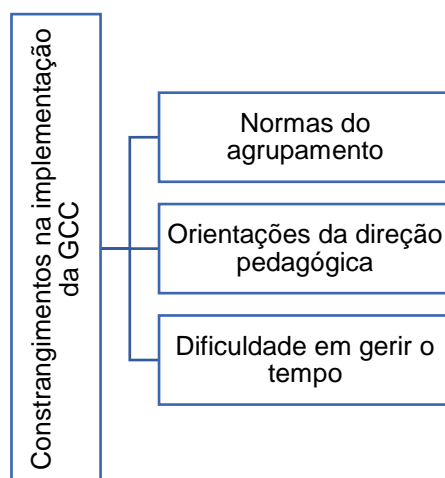 Constrangimentos na implementação
da GCC
Normas do
agrupamento
Orientações da direção
pedagógica
Dificuldade em gerir o
tempo